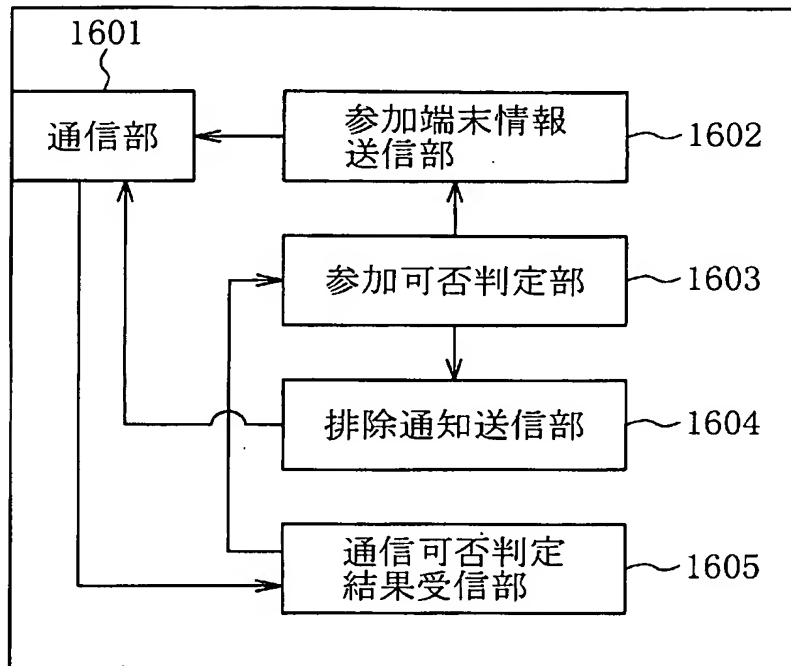 1601
通信部
参加端末情報
送信部
1602
参加可否判定部
1603
排除通知送信部
1604
通信可否判定
結果受信部
1605